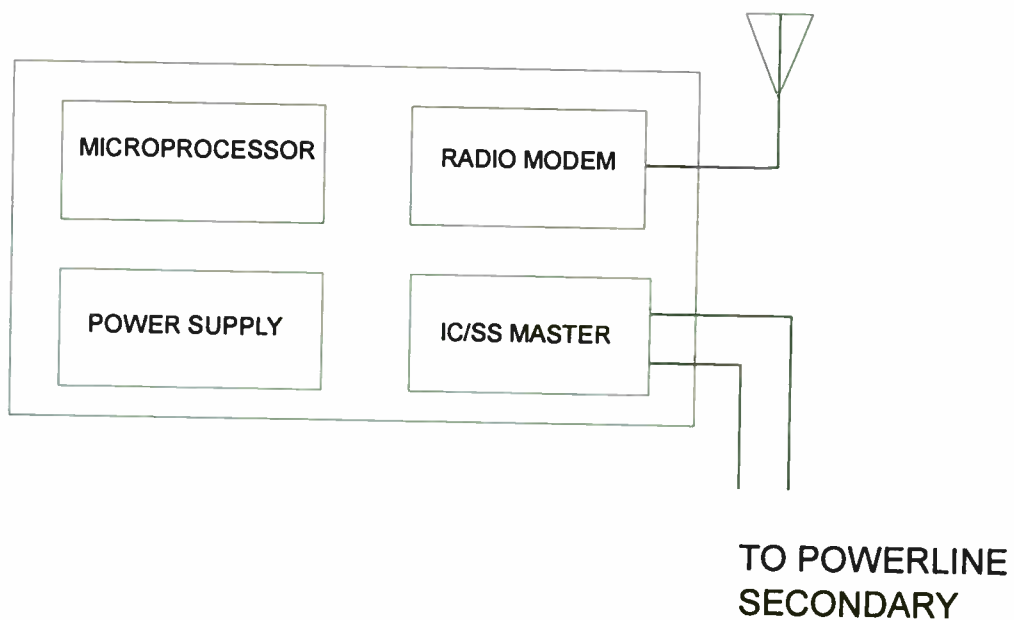 MICROPROCESSOR
RADIO MODEM
POWER SUPPLY
IC/SS MASTER
TO POWERLINE
SECONDARY